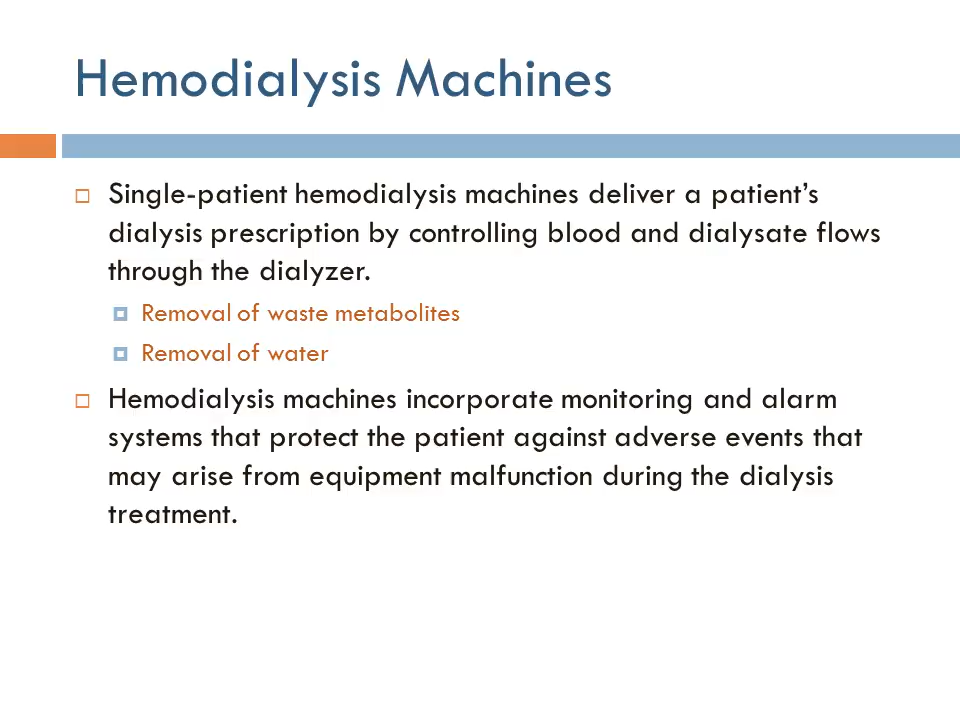 Hemodialysis Machines
Single-patient hemodialysis machines deliver a patient’s
dialysis prescription by controlling blood and dialysate flows
through the dialyzer.
Removal of waste metabolites
Removal of water
Hemodialysis machines incorporate monitoring and alarm
systems that protect the patient against adverse events that
may arise from equipment malfunction during the dialysis
treatment.